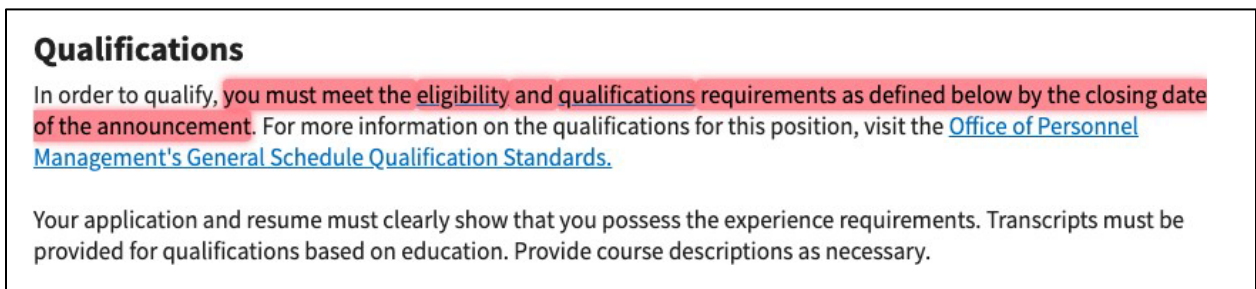 Qualifications
In order to qualify, you must meet the eligibility and qualifications requirements as defined below by the closing date
of the announcement. For more information on the qualifications for this position, visit the Office of Personnel
Management's General Schedule Qualification Standards.
Your application and resume must clearly show that you possess the experience requirements. Transcripts must be
provided for qualifications based on education. Provide course descriptions as necessary.